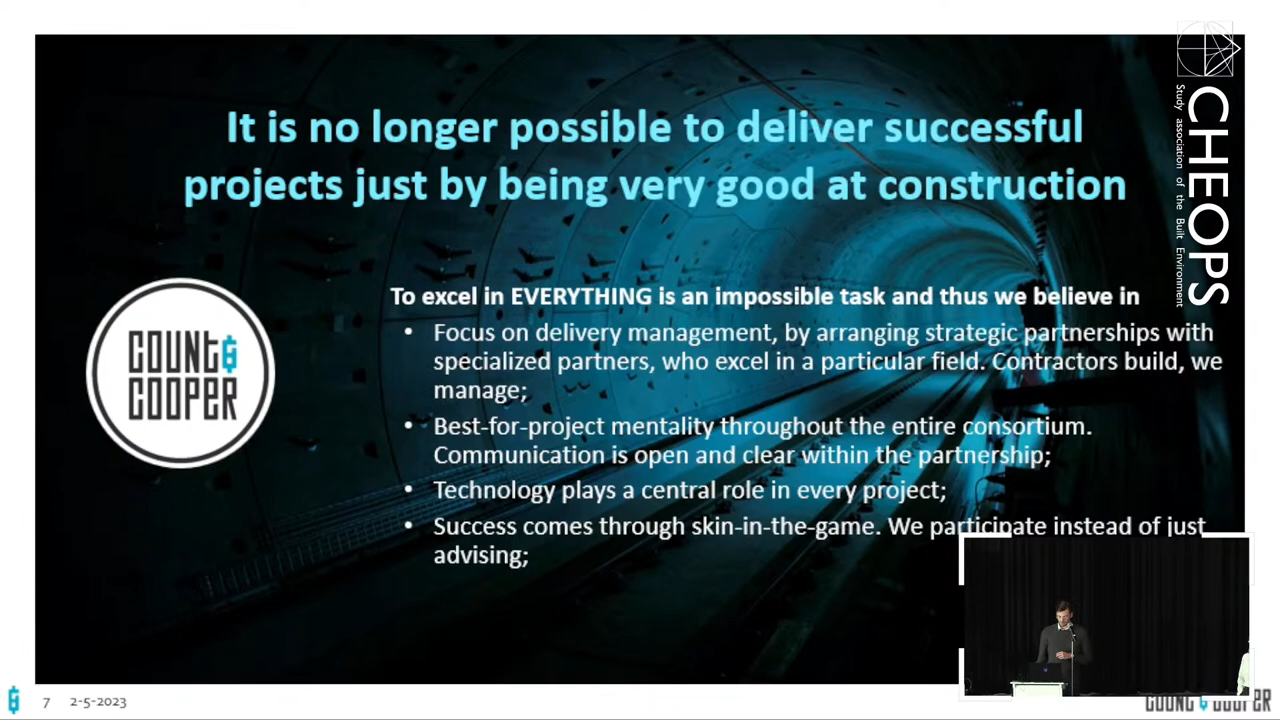 It is no longer possible to deliver successful
projects just by being very good at construction
CHEOPS
Study association of the Built Environment
COUNT&
COOPER
To excel in EVERYTHING is an impossible task and thus we believe in
• Focus on delivery management, by arranging strategic partnerships with
specialized partners, who excel in a particular field. Contractors build, we
manage;
• Best-for-project mentality throughout the entire consortium.
Communication is open and clear within the partnership;
• Technology plays a central role in every project;
• Success comes through skin-in-the-game. We participate instead of just
advising;
7 2-5-2023
COUNT & COOPER